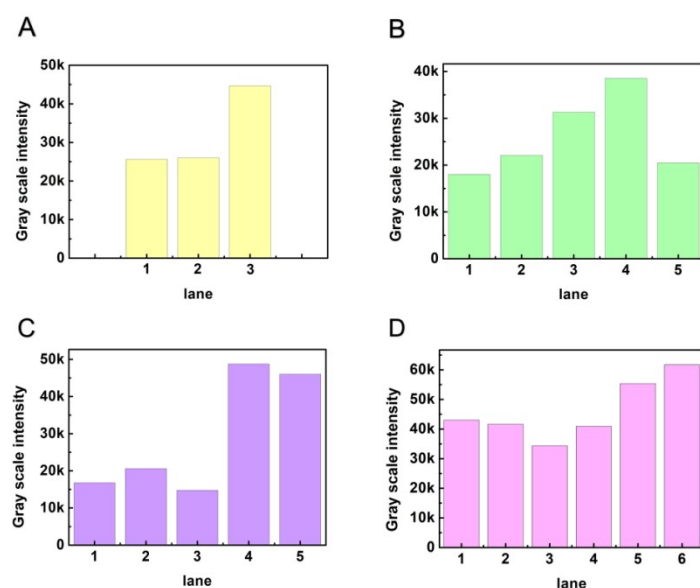 A
Gray scale intensity
50k
40k
30k
20k
10k
0
1 2 3
lane
B
Gray scale intensity
40k
30k
20k
10k
0
1 2 3 4 5
lane
C
Gray scale intensity
50k
40k
30k
20k
10k
0
1 2 3 4 5
lane
D
Gray scale intensity
60k
50k
40k
30k
20k
10k
0
1 2 3 4 5 6
lane